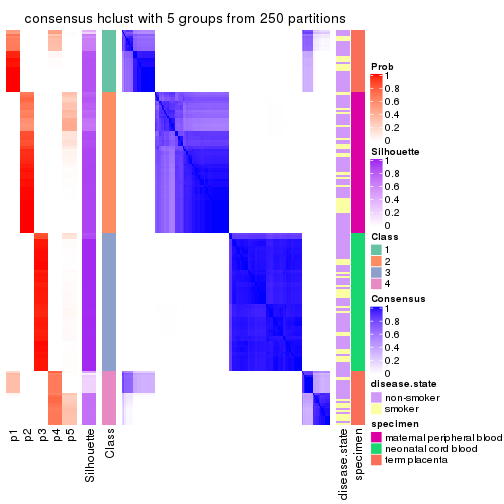 consensus hclust with 5 groups from 250 partitions
Prob
1
0.8
0.6
0.4
0.2
0
Silhouette
1
0.8
0.6
0.4
0.2
0
Class
1
2
3
4
Consensus
1
0.8
0.6
0.4
0.2
0
disease.state
non-smoker
smoker
specimen
maternal peripheral blood
neonatal cord blood
term placenta
p1
p2
p3
p4
p5
Silhouette
Class
disease.state
specimen